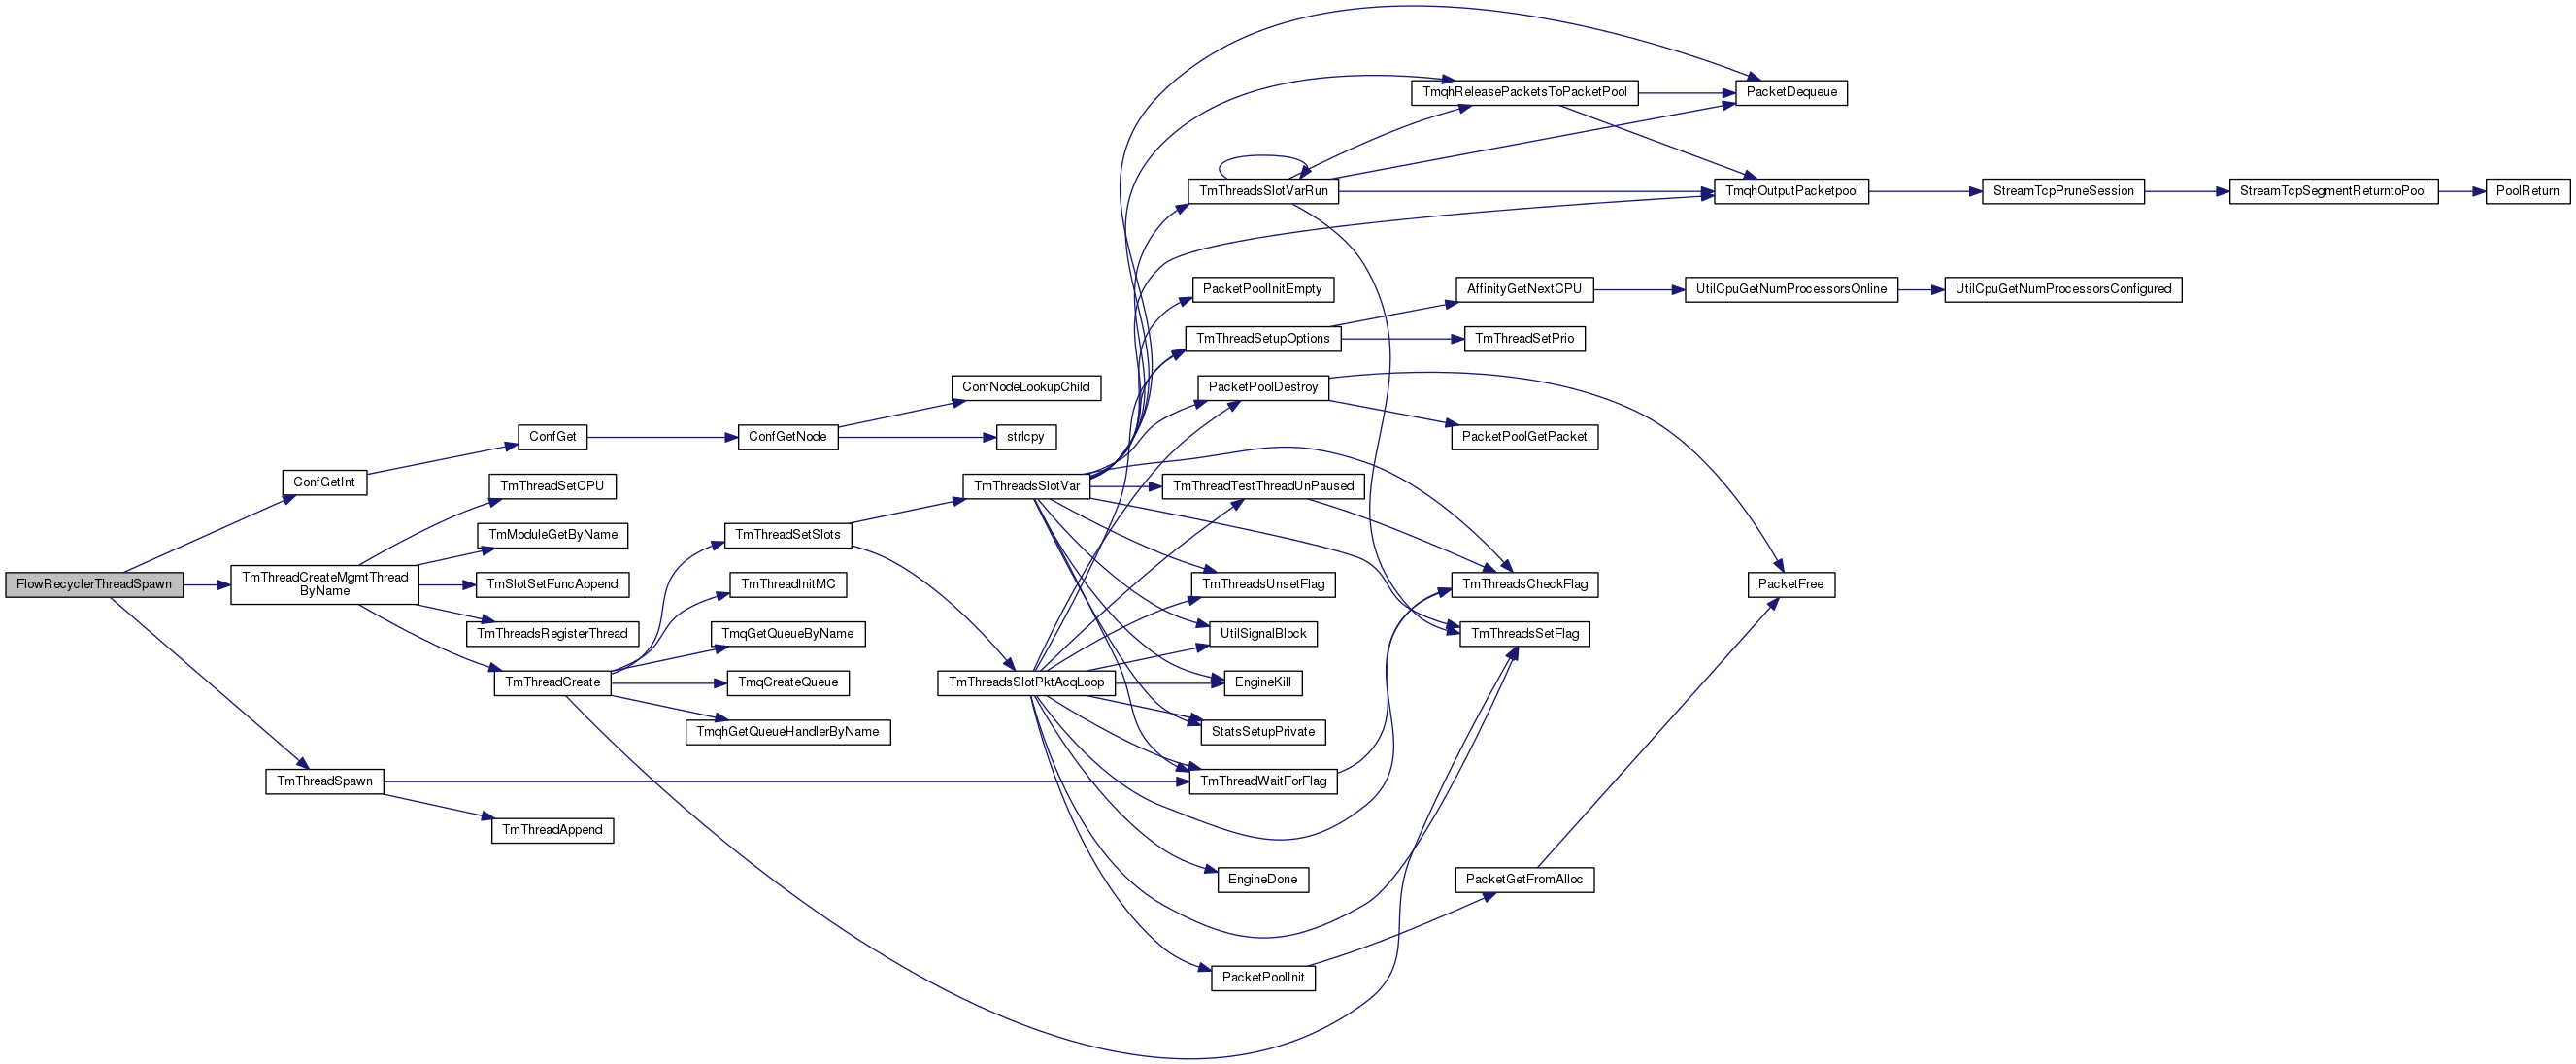 FlowRecyclerThreadSpawn
ConfGetInt
TmThreadCreateMgmtThread
ByName
TmThreadSpawn
ConfGet
TmThreadSetCPU
TmModuleGetByName
TmSlotSetFuncAppend
TmThreadsRegisterThread
TmThreadCreate
TmThreadAppend
ConfGetNode
TmThreadSetSlots
TmThreadInitMC
TmqGetQueueByName
TmqCreateQueue
TmqhGetQueueHandlerByName
ConfNodeLookupChild
strlcpy
TmThreadsSlotVar
TmThreadsSlotPktAcqLoop
TmThreadsSlotVarRun
PacketPoolInitEmpty
TmThreadSetupOptions
PacketPoolDestroy
TmThreadTestThreadUnPaused
TmThreadsUnsetFlag
UtilSignalBlock
EngineKill
StatsSetupPrivate
TmThreadWaitForFlag
EngineDone
PacketPoolInit
TmqhReleasePacketsToPacketPool
AffinityGetNextCPU
TmThreadSetPrio
PacketPoolGetPacket
TmThreadsCheckFlag
TmThreadsSetFlag
PacketGetFromAlloc
PacketDequeue
TmqhOutputPacketpool
UtilCpuGetNumProcessorsOnline
PacketFree
StreamTcpPruneSession
UtilCpuGetNumProcessorsConfigured
StreamTcpSegmentReturntoPool
PoolReturn